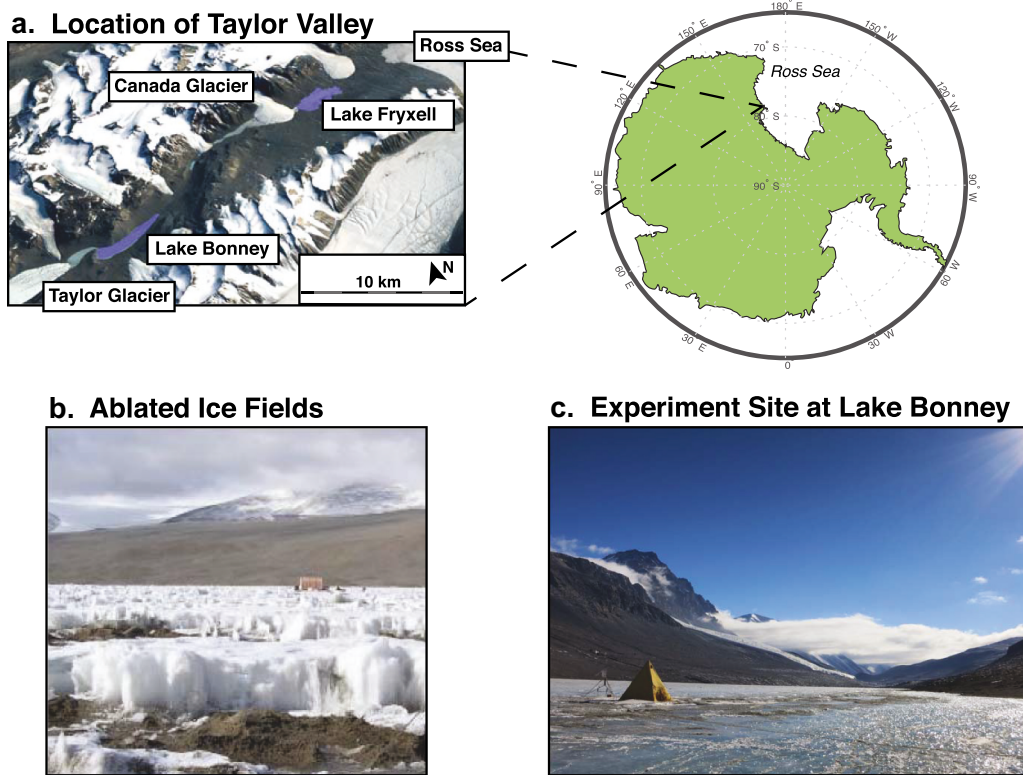 a. Location of Taylor Valley
Ross Sea
Canada Glacier
Lake Fryxell
Lake Bonney
Taylor Glacier
10 km
N
180° E
150° W
120° W
90° W
60 W
30 W
0°
30 E
60 E
90° E
120° E
150° E
70° S
Ross Sea
80 S
90° S
b. Ablated Ice Fields
c. Experiment Site at Lake Bonney